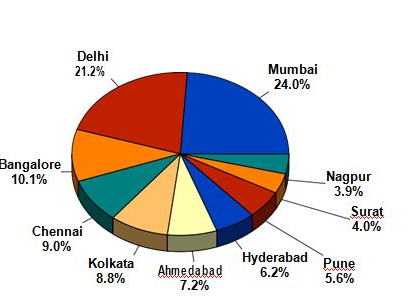 Delhi
21.2%
Mumbai
24.0%
Bangalore
10.1%
Nagpur
3.9%
Surat
4.0%
Chennai
9.0%
Kolkata
8.8%
Ahmedabad
7.2%
Hyderabad
6.2%
Pune
5.6%